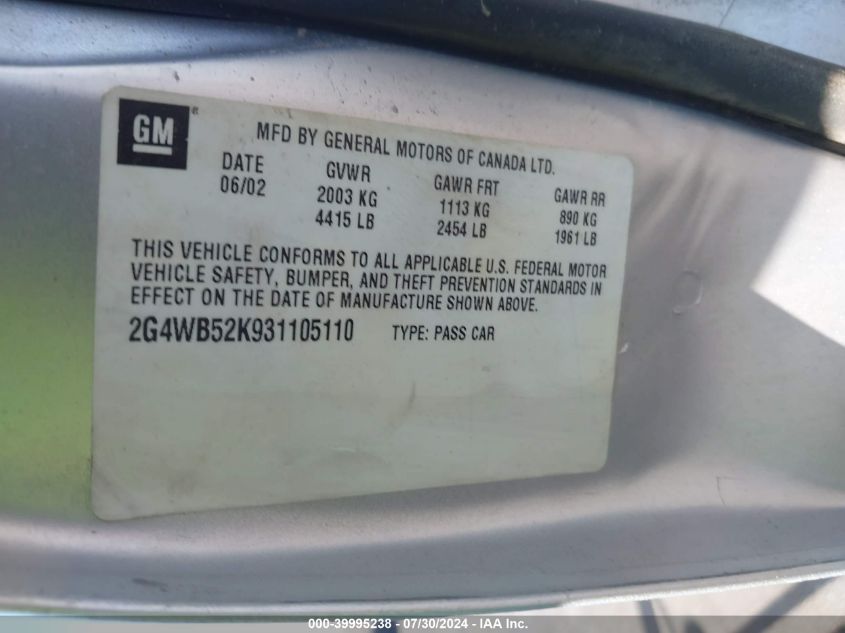 GM®
MFD BY GENERAL MOTORS OF CANADA LTD.
DATE GVWR GAWR FRT GAWR RR
06/02 2003 KG 1113 KG 890 KG
4415 LB 2454 LB 1961 LB
THIS VEHICLE CONFORMS TO ALL APPLICABLE U.S. FEDERAL MOTOR
VEHICLE SAFETY, BUMPER, AND THEFT PREVENTION STANDARDS IN
EFFECT ON THE DATE OF MANUFACTURE SHOWN ABOVE.
2G4WB52K931105110 TYPE: PASS CAR
000-39995238 - 07/30/2024 - IAA Inc.